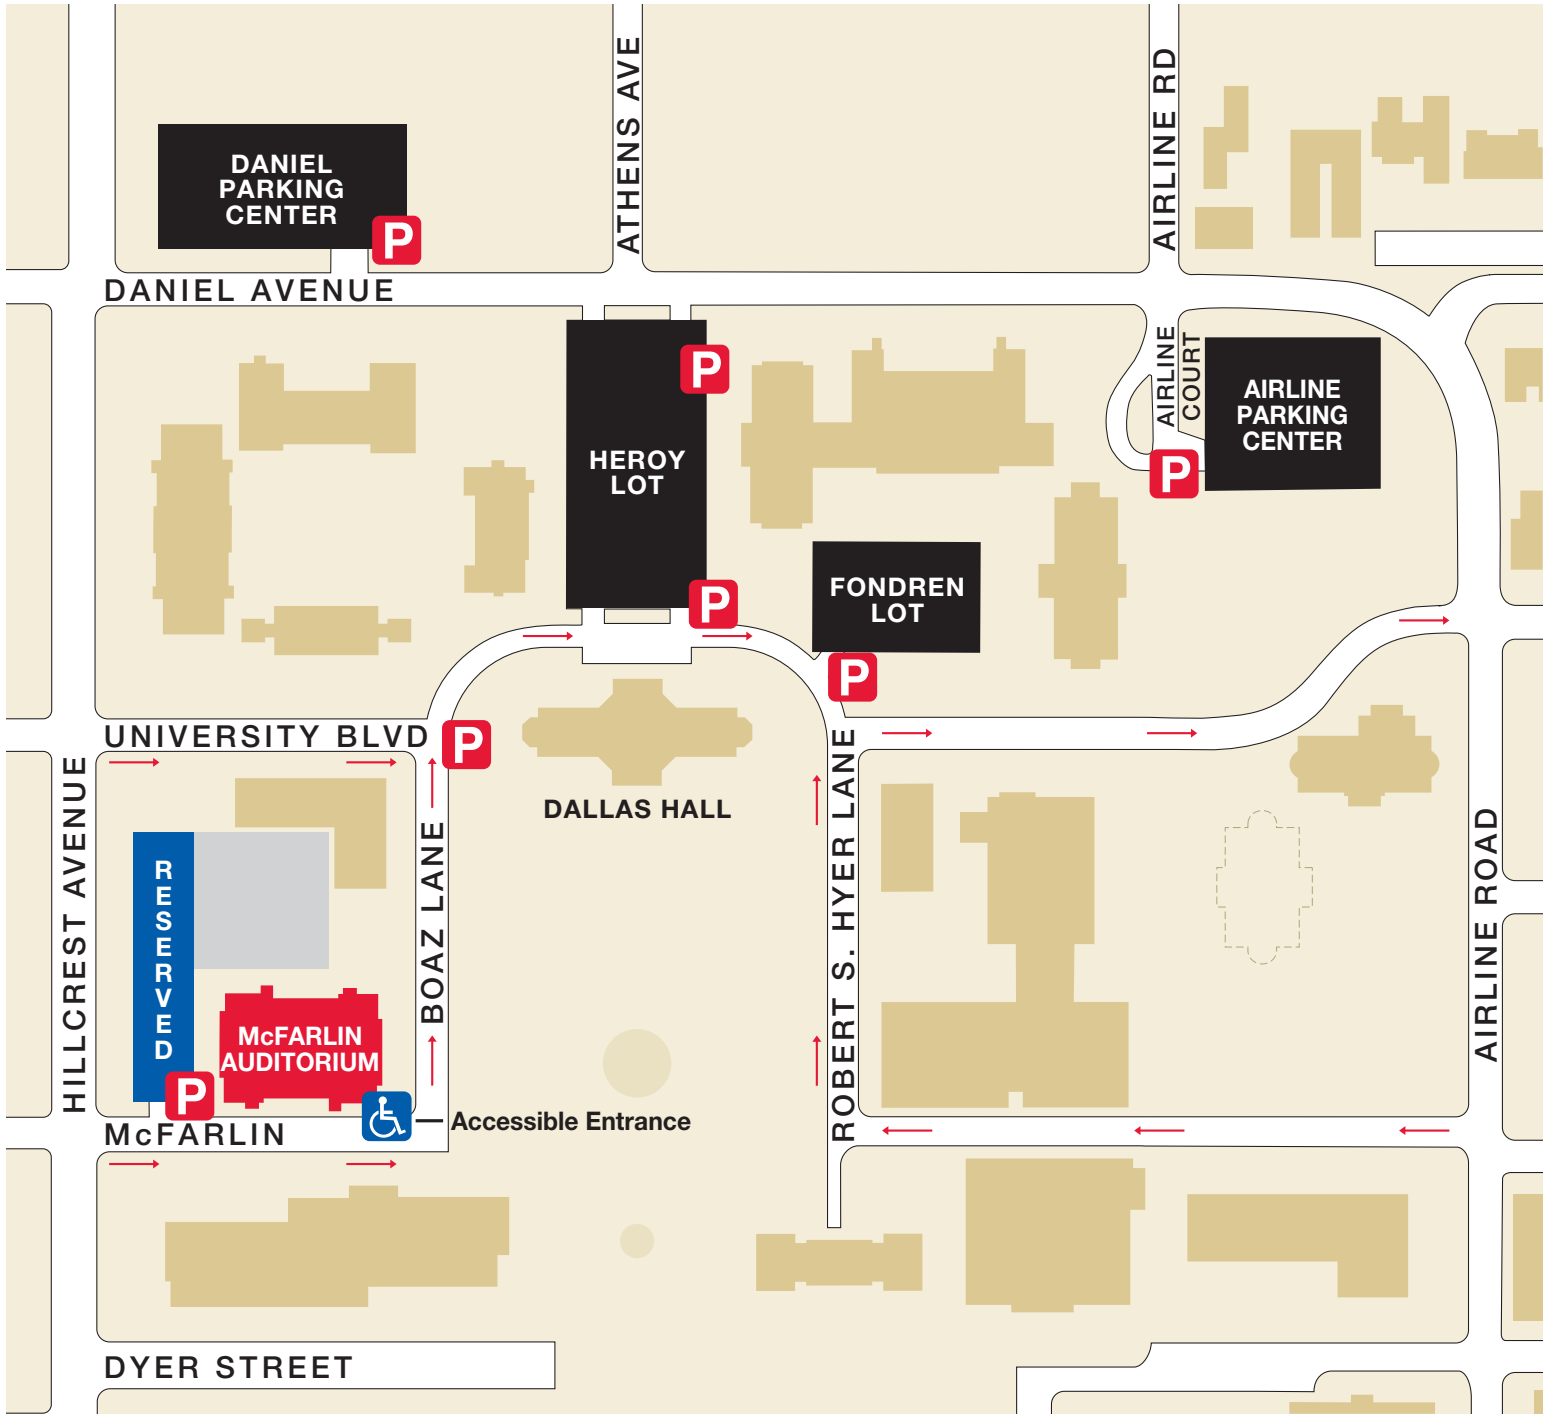 ATHENS AVE
AIRLINE RD
DANIEL
PARKING
CENTER
P
DANIEL AVENUE
AIRLINE
COURT
P
AIRLINE
PARKING
CENTER
P
HEROY
LOT
P
FONDREN
LOT
P
UNIVERSITY BLVD
P
DALLAS HALL
HILLCREST AVENUE
RESERVED
BOAZ LANE
ROBERT S. HYER LANE
AIRLINE ROAD
McFARLIN
AUDITORIUM
P
Accessible Entrance
McFARLIN
DYER STREET